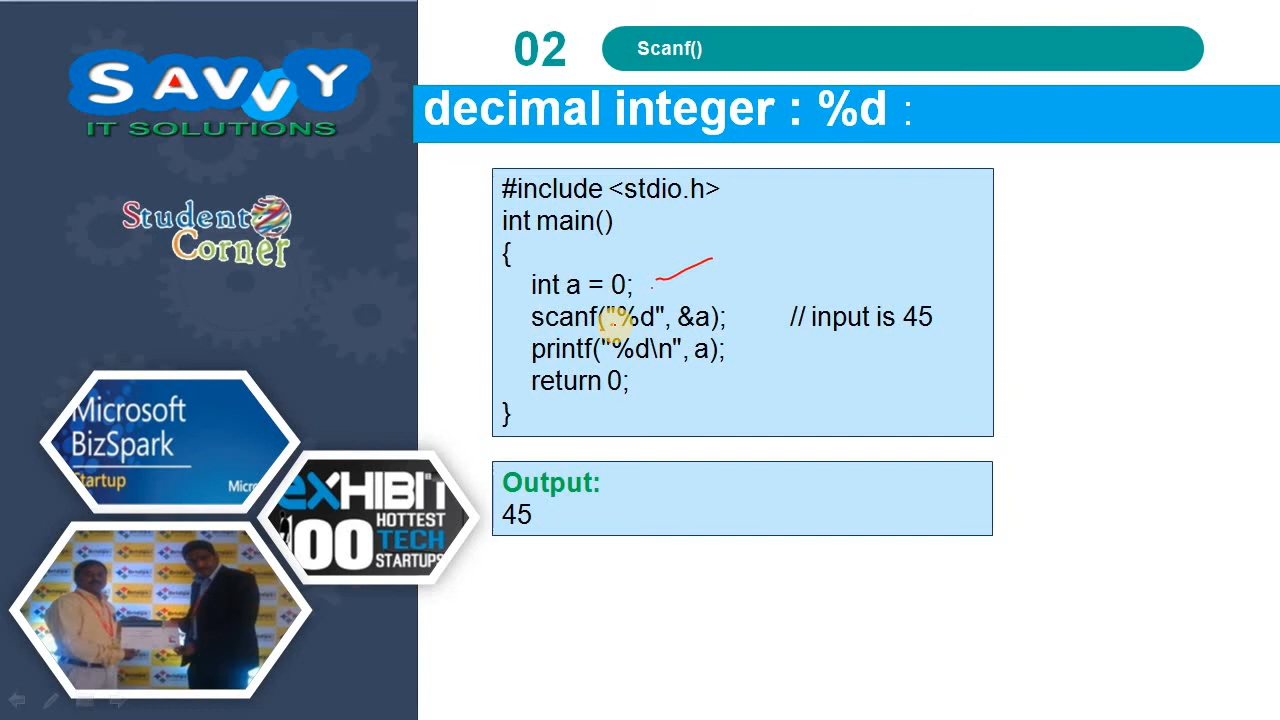 SAVVY
IT SOLUTIONS
Student
Corner
Microsoft
BizSpark
Startup
Micr
eXHIBIT
100
HOTTEST
TECH
STARTUPS
02
Scanf()
decimal integer : %d :
#include <stdio.h>
int main()
{
int a = 0;
scanf("%d", &a); // input is 45
printf("%d\n", a);
return 0;
}
Output:
45